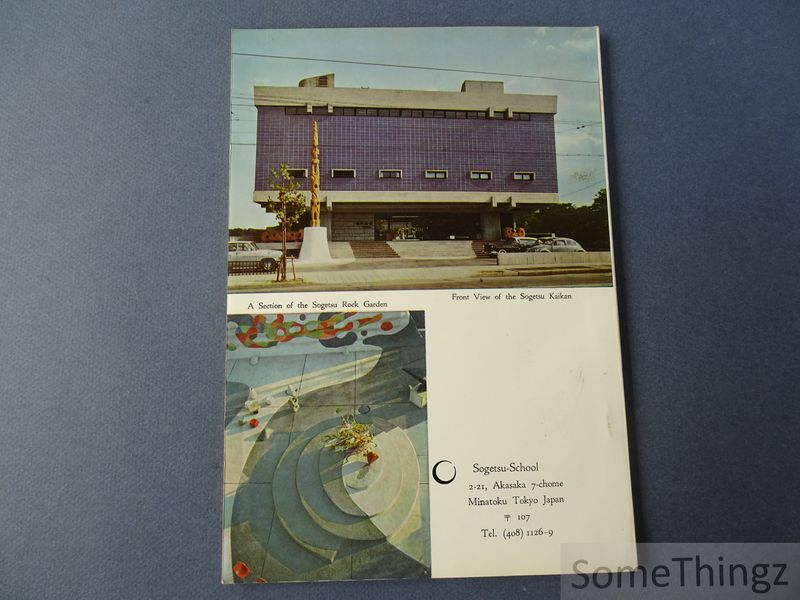 A Section of the Sogetsu Rock Garden
Front View of the Sogetsu Kaikan
Sogetsu-School
2-21, Akasaka 7-chome
Minatoku Tokyo Japan
〒 107
Tel. (408) 1126-9
SomeThingz